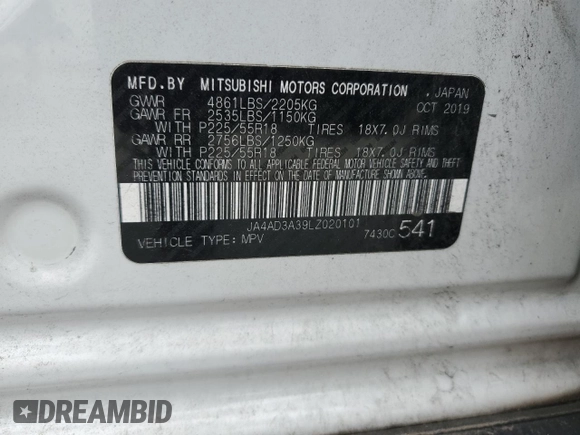 MFD.BY MITSUBISHI MOTORS CORPORATION , JAPAN
GVWR 4861LBS/2205KG OCT 2019
GAWR FR 2535LBS/1150KG
WITH P225/55R18 TIRES 18X7.0J RIMS
GAWR RR 2756LBS/1250KG
WITH P225/55R18 TIRES 18X7.0J RIMS
THIS VEHICLE CONFORMS TO ALL APPLICABLE FEDERAL MOTOR VEHICLE SAFETY AND THEFT
PREVENTION STANDARDS IN EFFECT ON THE DATE OF MANUFACTURE SHOWN ABOVE.
JA4AD3A39LZ020101
VEHICLE TYPE: MPV 7430C 541
DREAMBID